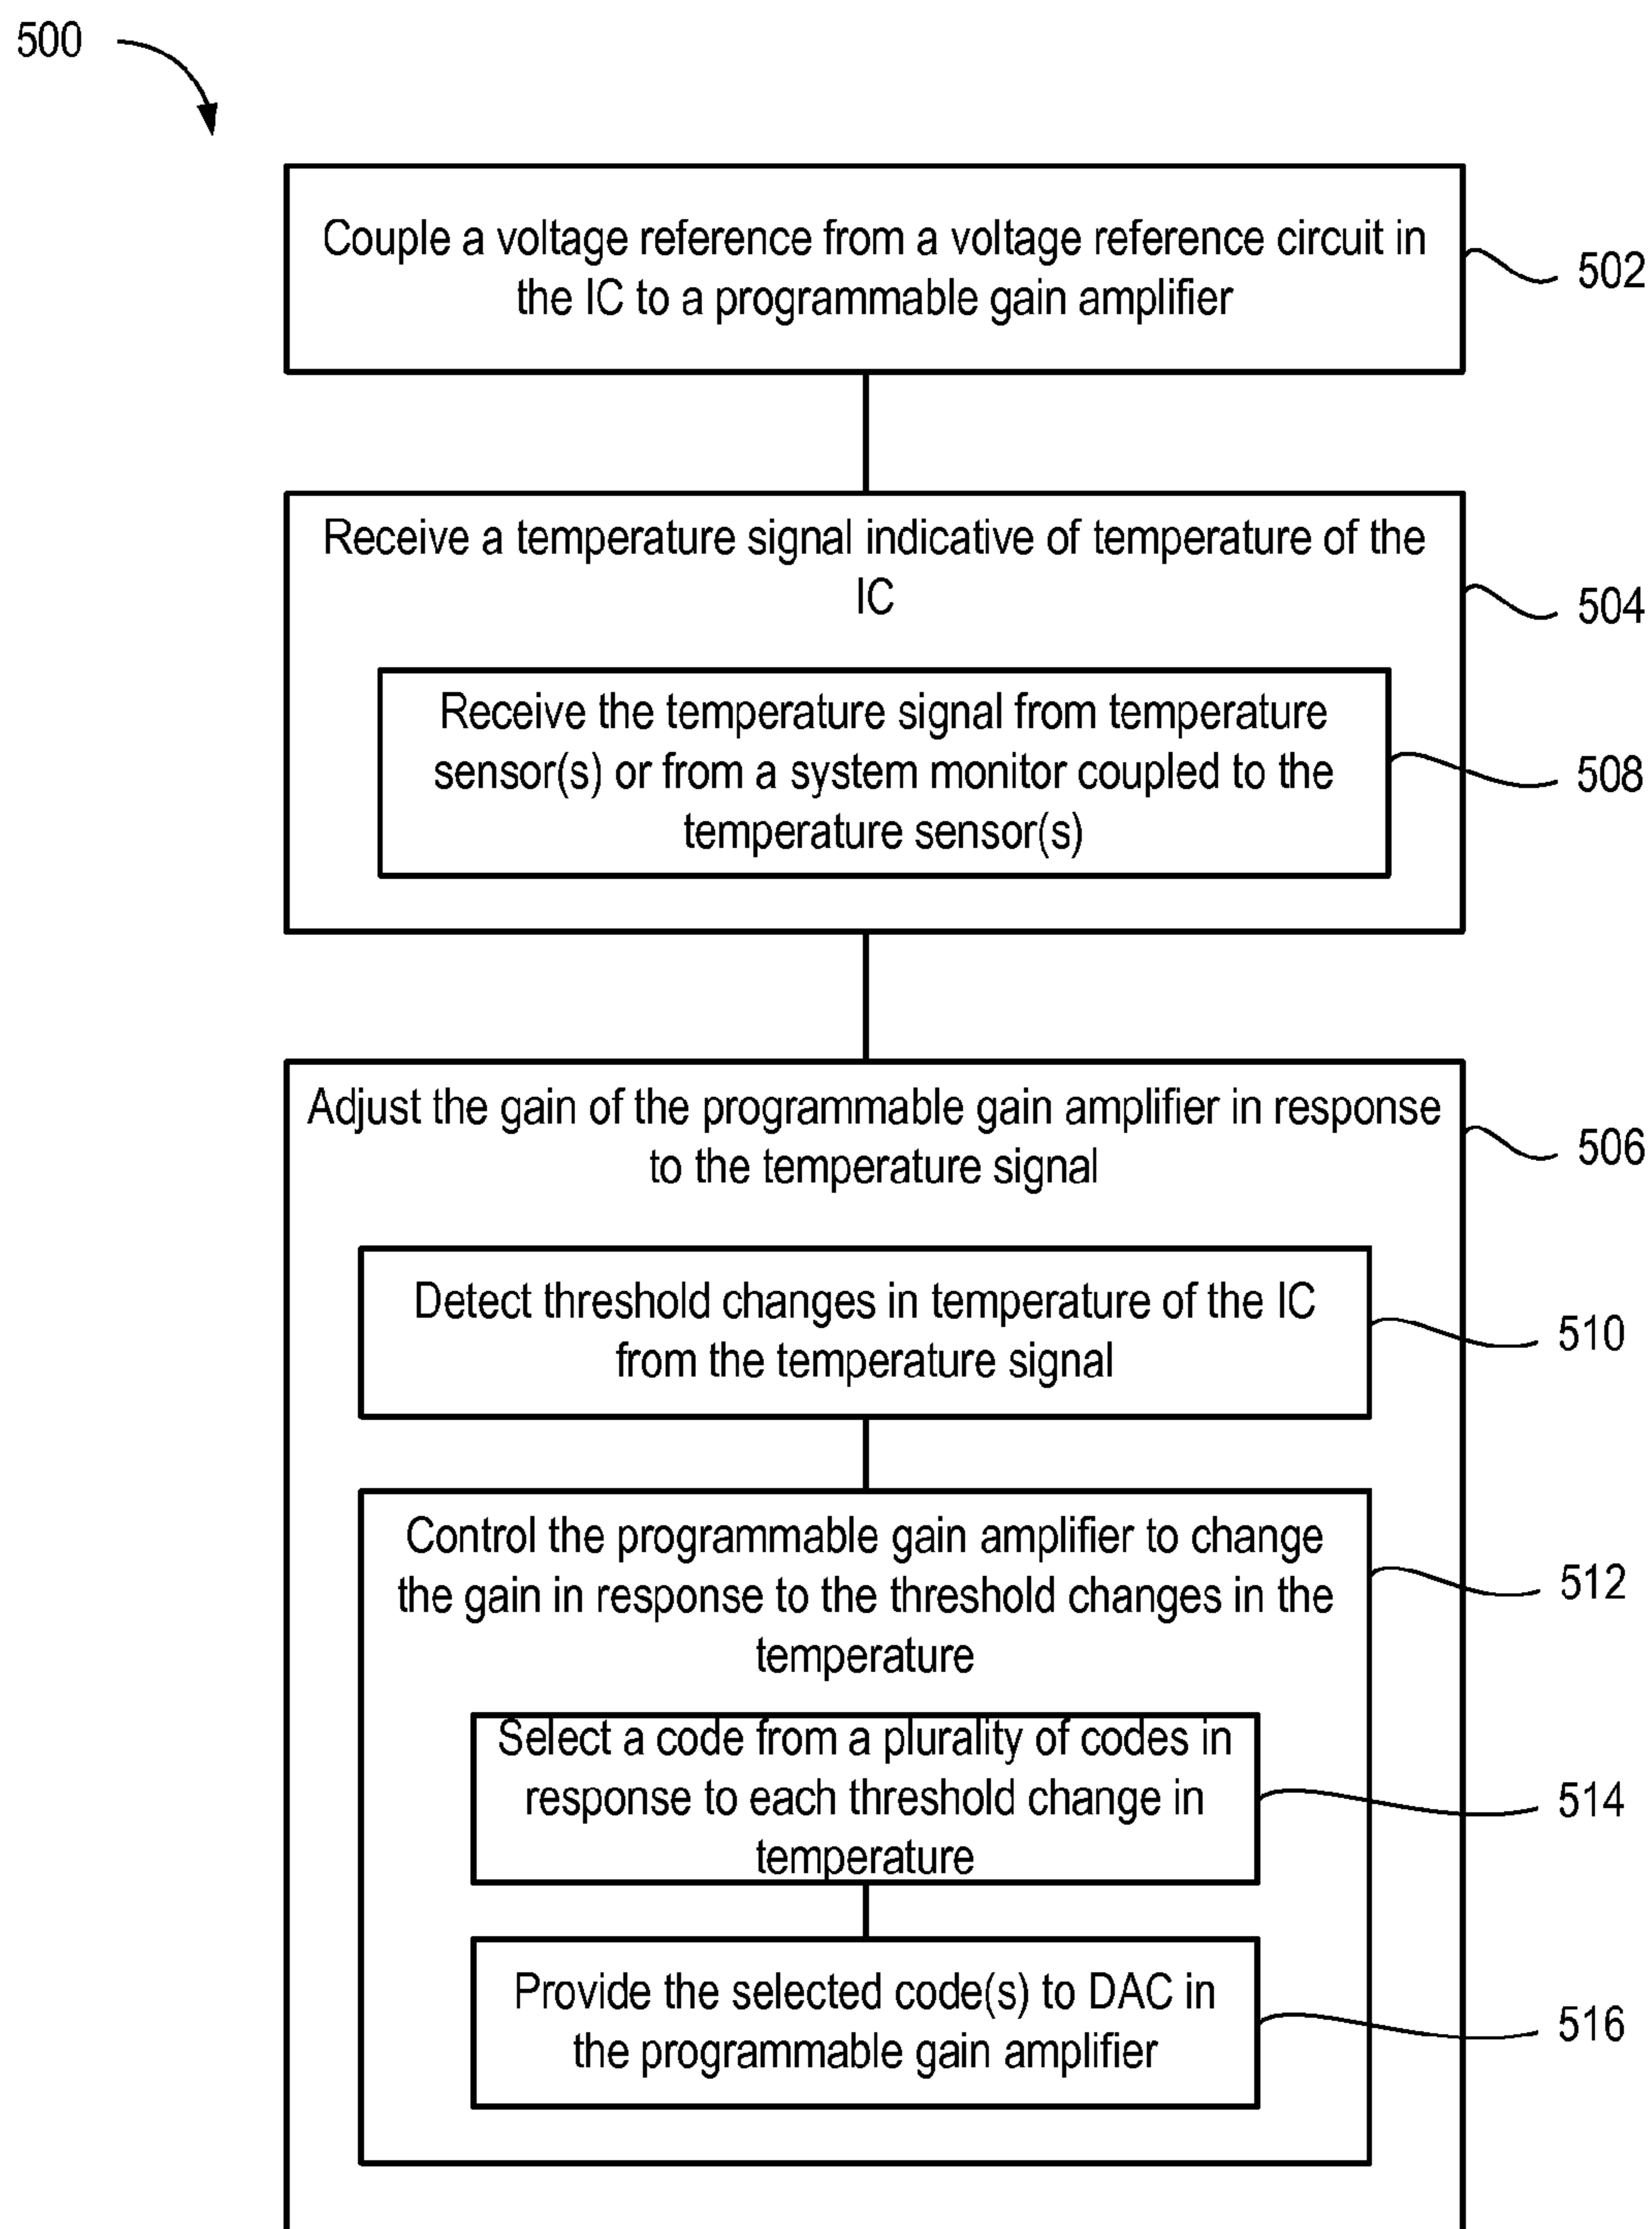 500
Couple a voltage reference from a voltage reference circuit in
the IC to a programmable gain amplifier
502
Receive a temperature signal indicative of temperature of the
IC
504
Receive the temperature signal from temperature
sensor(s) or from a system monitor coupled to the
temperature sensor(s)
508
Adjust the gain of the programmable gain amplifier in response
to the temperature signal
506
Detect threshold changes in temperature of the IC
from the temperature signal
510
Control the programmable gain amplifier to change
the gain in response to the threshold changes in the
temperature
512
Select a code from a plurality of codes in
response to each threshold change in
temperature
514
Provide the selected code(s) to DAC in
the programmable gain amplifier
516